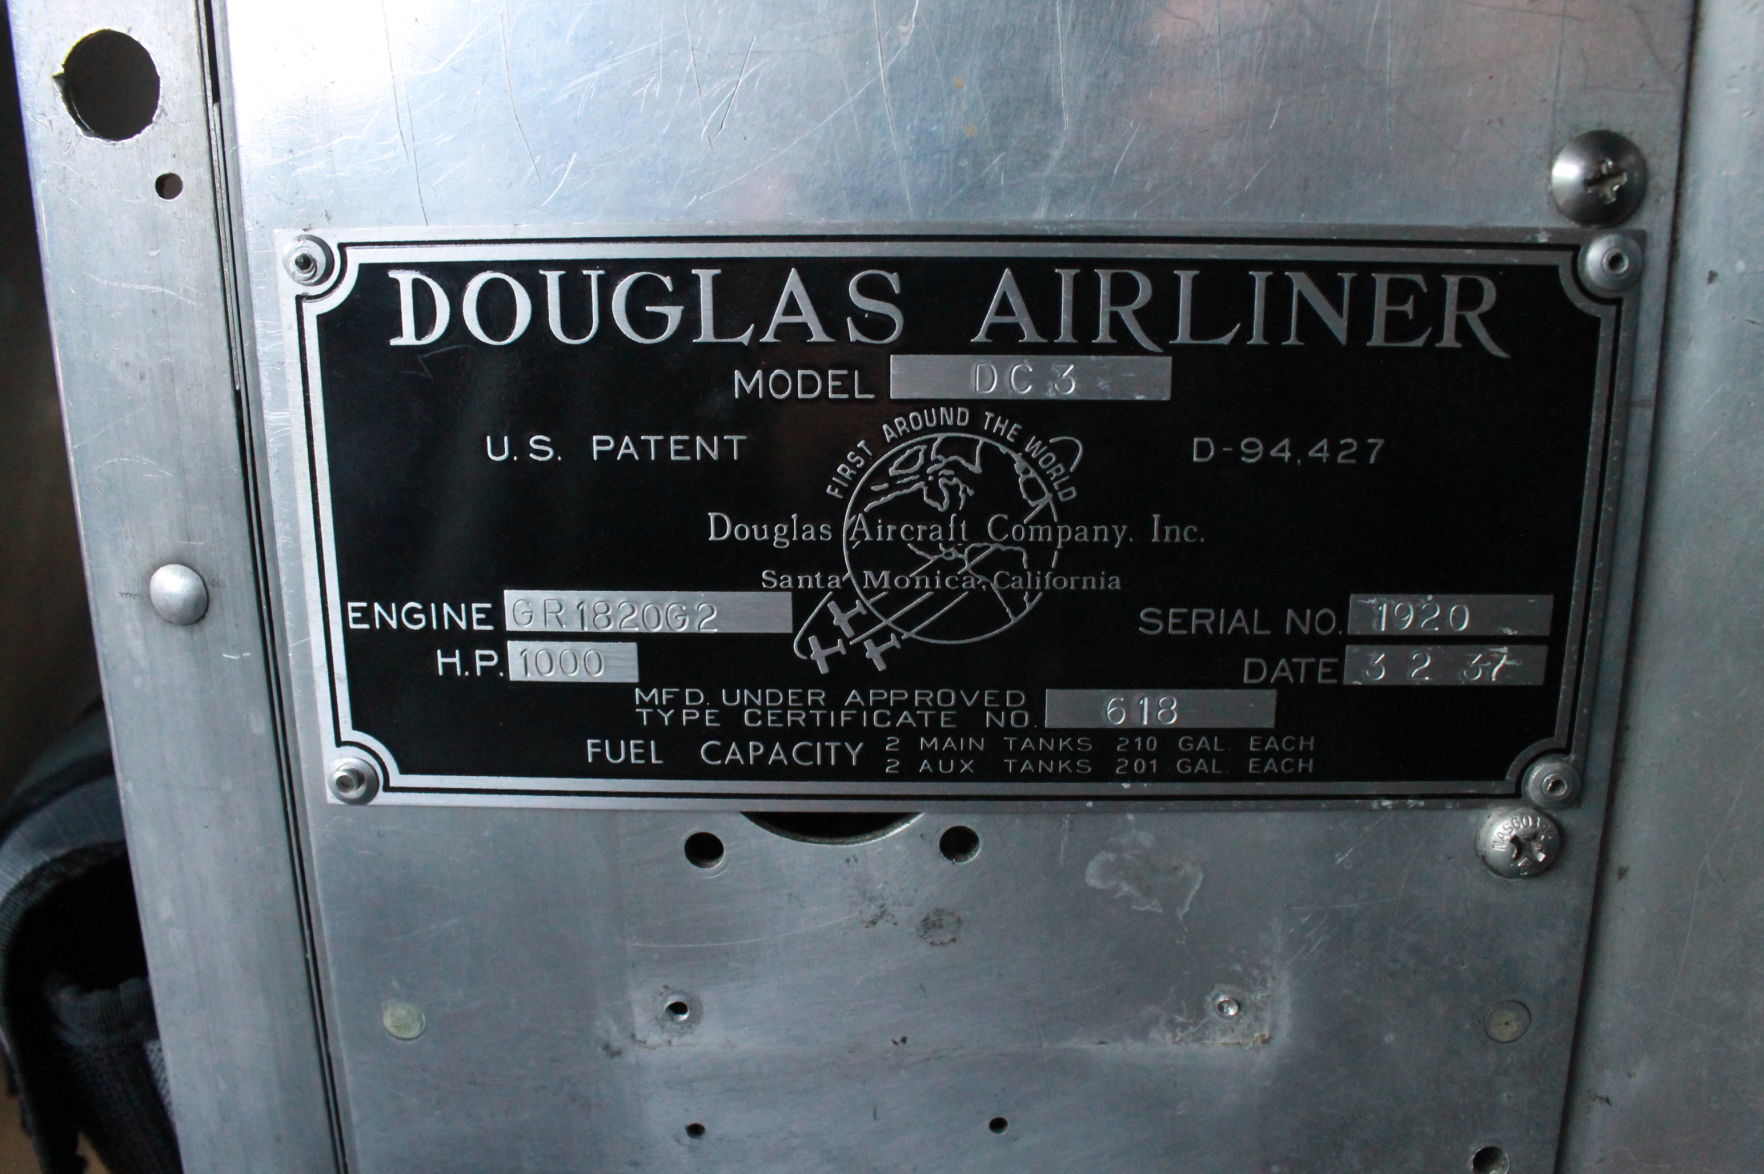 DOUGLAS AIRLINER
MODEL DC 3
FIRST AROUND THE WORLD
U.S. PATENT D-94,427
Douglas Aircraft Company. Inc.
Santa Monica, California
ENGINE GR1820G2 SERIAL NO. 1920
H.P. 1000 DATE 3 2 37
MFD. UNDER APPROVED
TYPE CERTIFICATE NO. 618
FUEL CAPACITY 2 MAIN TANKS 210 GAL. EACH
2 AUX TANKS 201 GAL. EACH